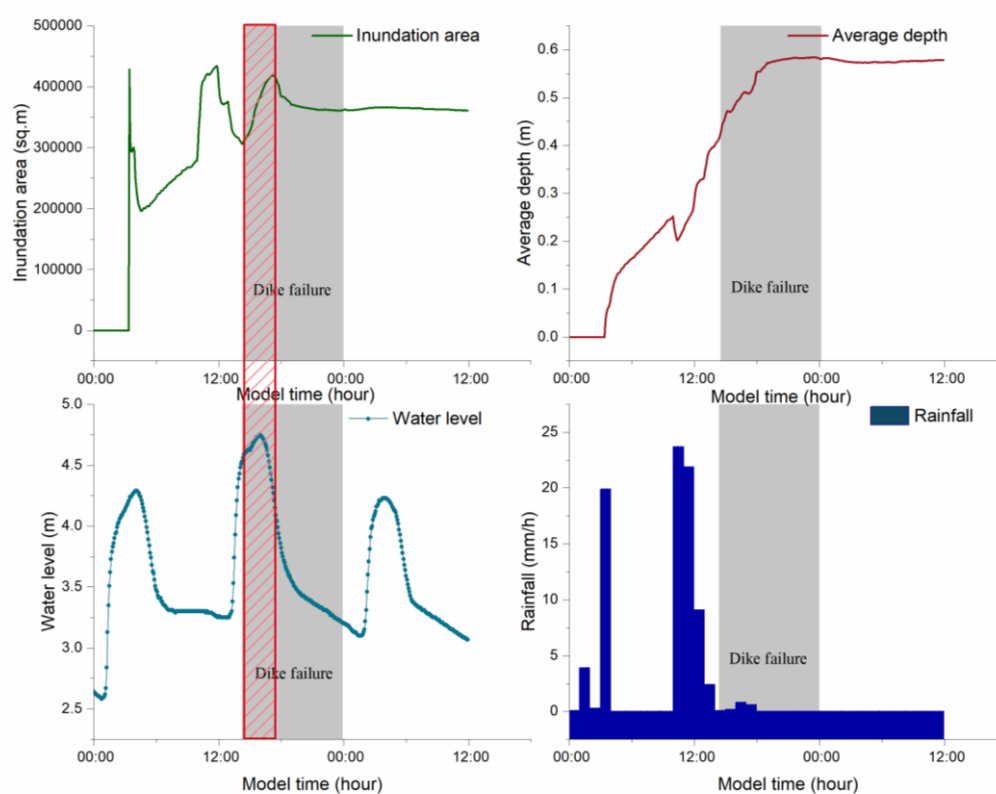 500000
400000
300000
200000
100000
0
Inundation area (sq.m)
Inundation area
Dike failure
00:00
12:00
00:00
12:00
Model time (hour)
0.6
0.5
0.4
0.3
0.2
0.1
0.0
Average depth (m)
Average depth
Dike failure
00:00
12:00
00:00
12:00
Model time (hour)
5.0
4.5
4.0
3.5
3.0
2.5
Water level (m)
Water level
Dike failure
00:00
12:00
00:00
12:00
Model time (hour)
25
20
15
10
5
0
Rainfall (mm/h)
Rainfall
Dike failure
00:00
12:00
00:00
12:00
Model time (hour)